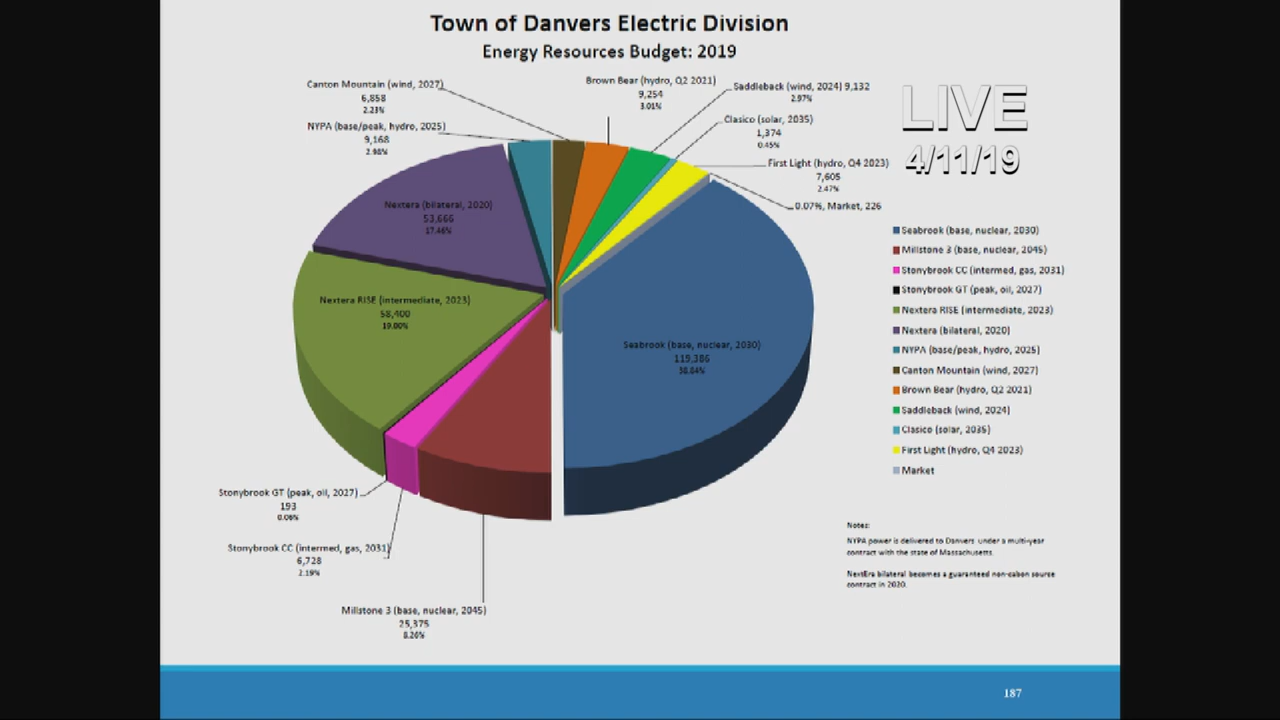 Town of Danvers Electric Division
Energy Resources Budget: 2019
LIVE
4/11/19
Canton Mountain (wind, 2027)
6,858
2.23%
NYPA (base/peak, hydro, 2025)
9,168
2.98%
Brown Bear (hydro, Q2 2021)
9,254
3.01%
Saddleback (wind, 2024) 9,132
2.97%
Clasico (solar, 2035)
1,374
0.45%
First Light (hydro, Q4 2023)
7,605
2.47%
0.07%, Market, 226
Nextera (bilateral, 2020)
53,666
17.46%
Nextera RISE (intermediate, 2023)
58,400
19.00%
Seabrook (base, nuclear, 2030)
119,386
38.84%
Stonybrook GT (peak, oil, 2027)
193
0.06%
Stonybrook CC (intermed, gas, 2031)
6,728
2.19%
Millstone 3 (base, nuclear, 2045)
25,375
8.26%
Seabrook (base, nuclear, 2030)
Millstone 3 (base, nuclear, 2045)
Stonybrook CC (intermed, gas, 2031)
Stonybrook GT (peak, oil, 2027)
Nextera RISE (intermediate, 2023)
Nextera (bilateral, 2020)
NYPA (base/peak, hydro, 2025)
Canton Mountain (wind, 2027)
Brown Bear (hydro, Q2 2021)
Saddleback (wind, 2024)
Clasico (solar, 2035)
First Light (hydro, Q4 2023)
Market
Notes:
NYPA power is delivered to Danvers under a multi-year
contract with the state of Massachusetts.
NextEra bilateral becomes a guaranteed non-cabon source
contract in 2020.
187